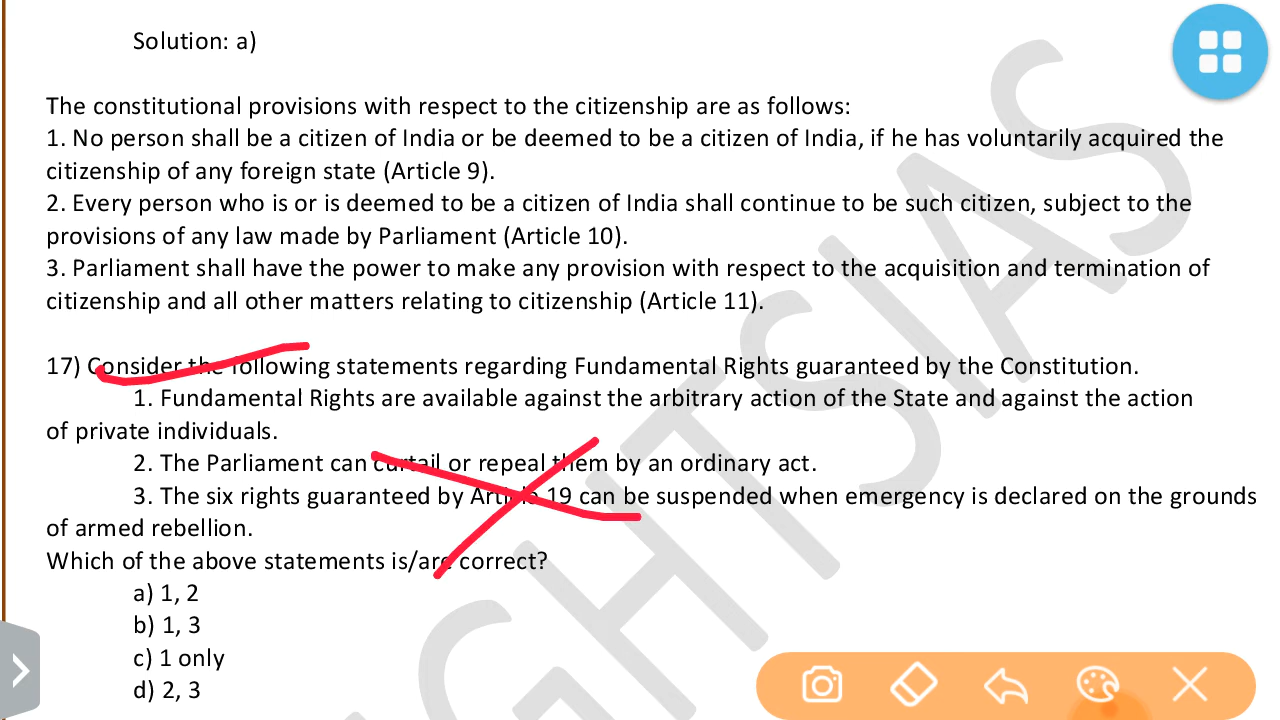 Solution: a)
The constitutional provisions with respect to the citizenship are as follows:
1. No person shall be a citizen of India or be deemed to be a citizen of India, if he has voluntarily acquired the
citizenship of any foreign state (Article 9).
2. Every person who is or is deemed to be a citizen of India shall continue to be such citizen, subject to the
provisions of any law made by Parliament (Article 10).
3. Parliament shall have the power to make any provision with respect to the acquisition and termination of
citizenship and all other matters relating to citizenship (Article 11).
17) Consider the following statements regarding Fundamental Rights guaranteed by the Constitution.
1. Fundamental Rights are available against the arbitrary action of the State and against the action
of private individuals.
2. The Parliament can curtail or repeal them by an ordinary act.
3. The six rights guaranteed by Article 19 can be suspended when emergency is declared on the grounds
of armed rebellion.
Which of the above statements is/are correct?
a) 1, 2
b) 1, 3
c) 1 only
d) 2, 3
GHTSIAS